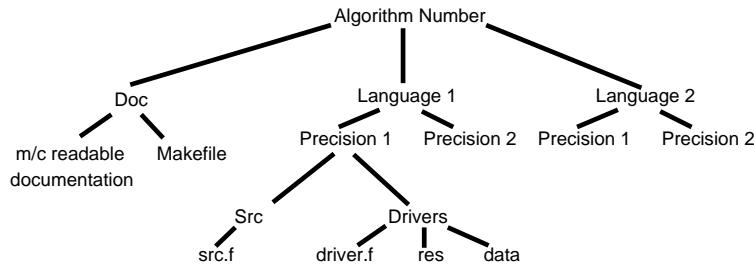 Algorithm Number
Doc
Language 1
Language 2
m/c readable
documentation
Makefile
Precision 1
Precision 2
Precision 1
Precision 2
Src
Drivers
src.f
driver.f
res
data